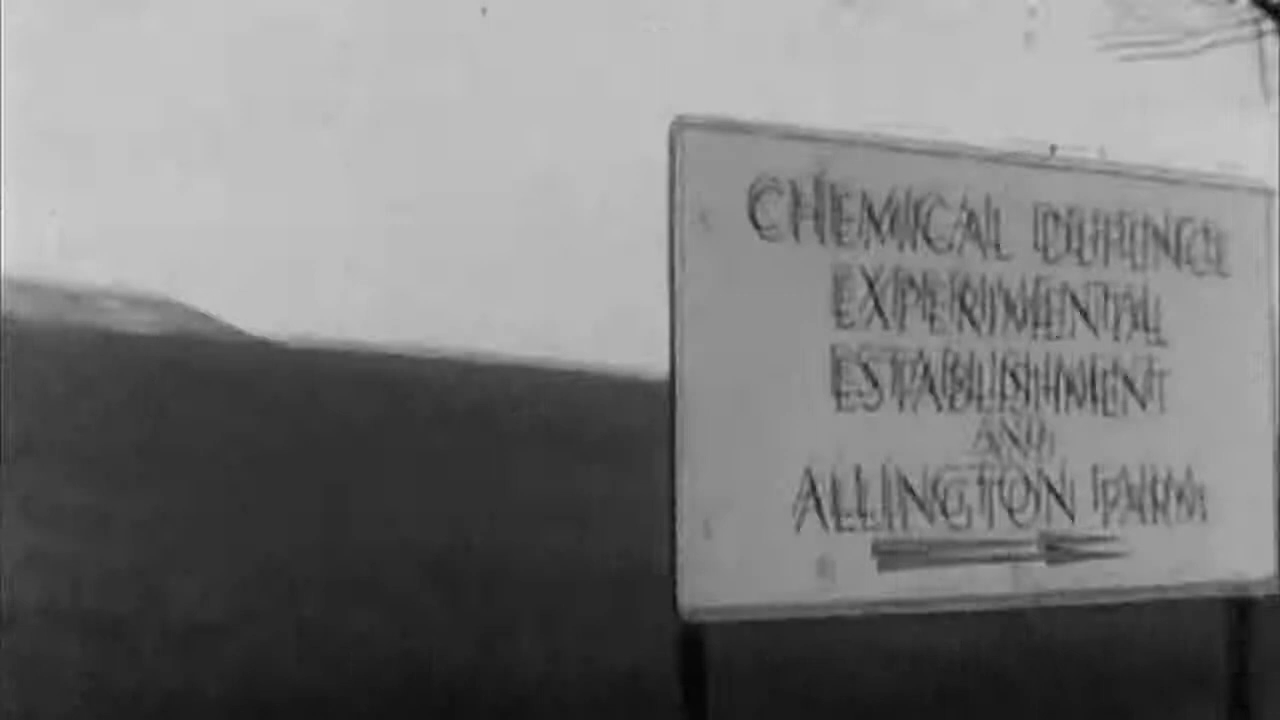 CHEMICAL DEFENCE
EXPERIMENTAL
ESTABLISHMENT
AND
ALLINGTON FARM